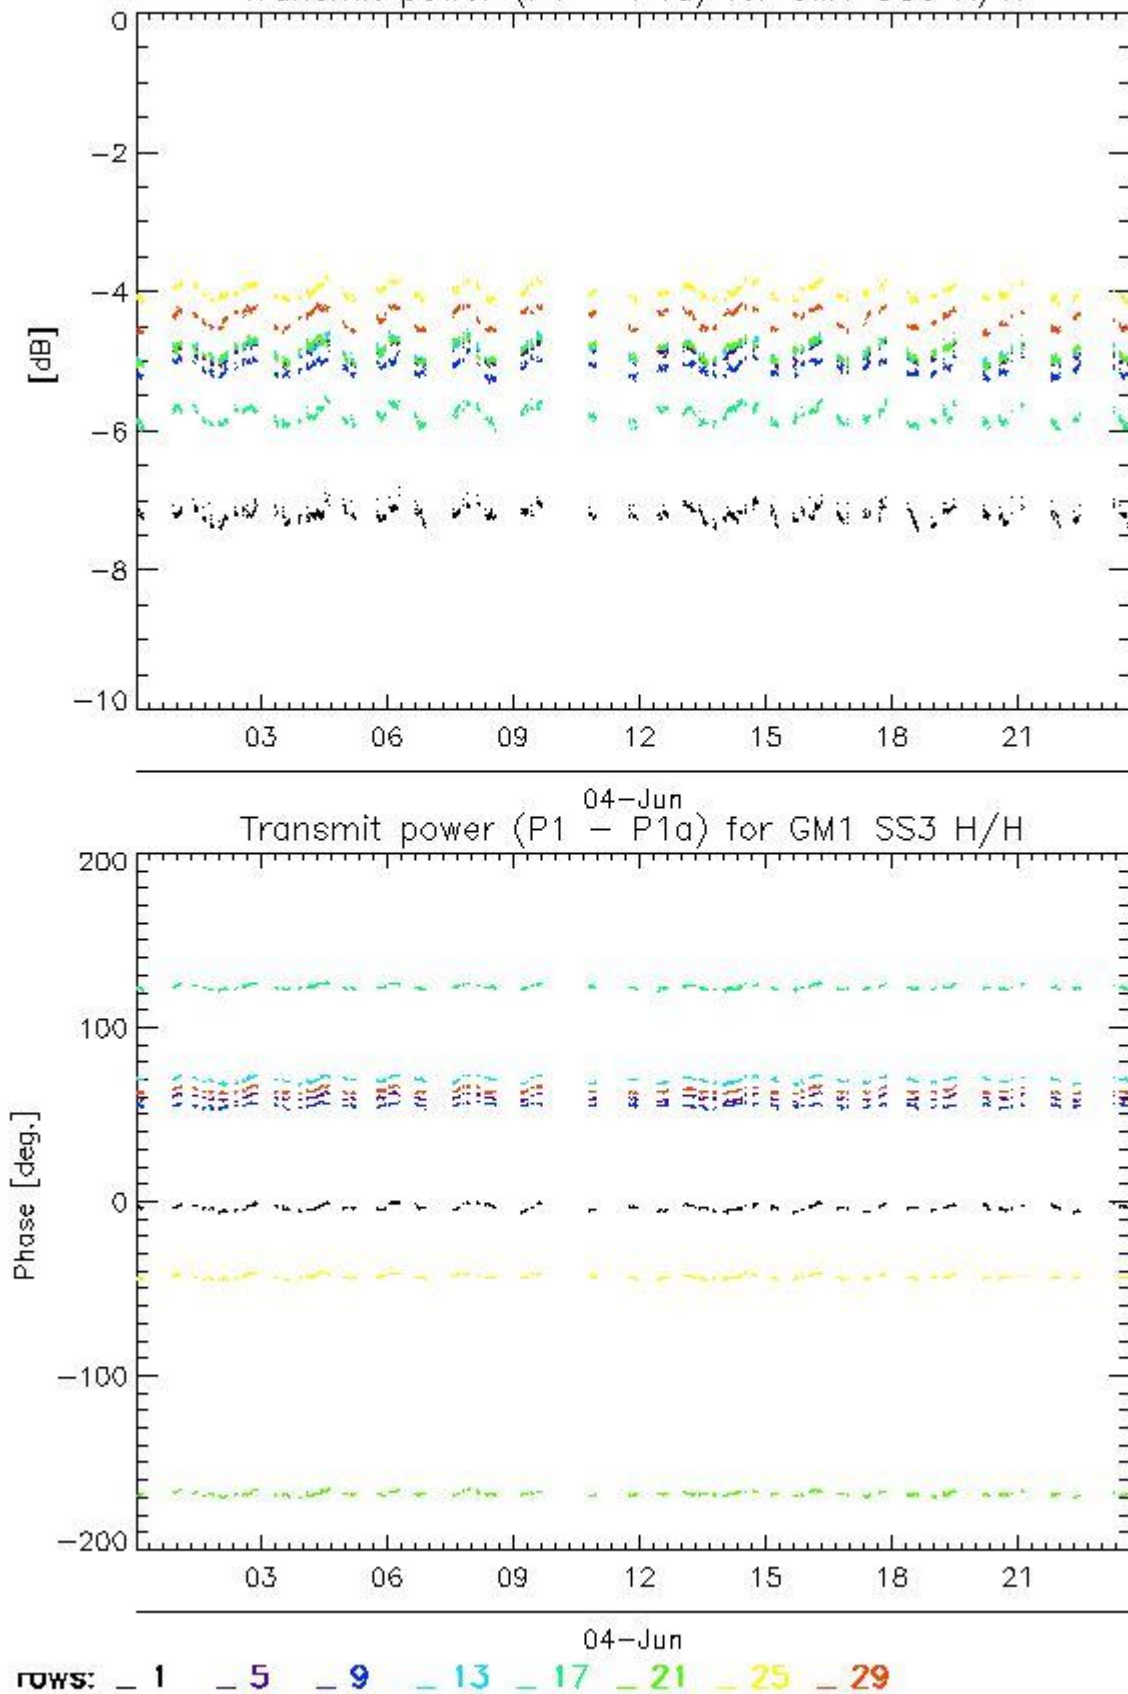 0
-2
-4
[dB]
-6
-8
-10
03 06 09 12 15 18 21
04-Jun
Transmit power (P1 - P1a) for GM1 SS3 H/H
200
100
Phase [deg.]
0
-100
-200
03 06 09 12 15 18 21
04-Jun
rows: _ 1 _ 5 _ 9 _ 13 _ 17 _ 21 _ 25 _ 29